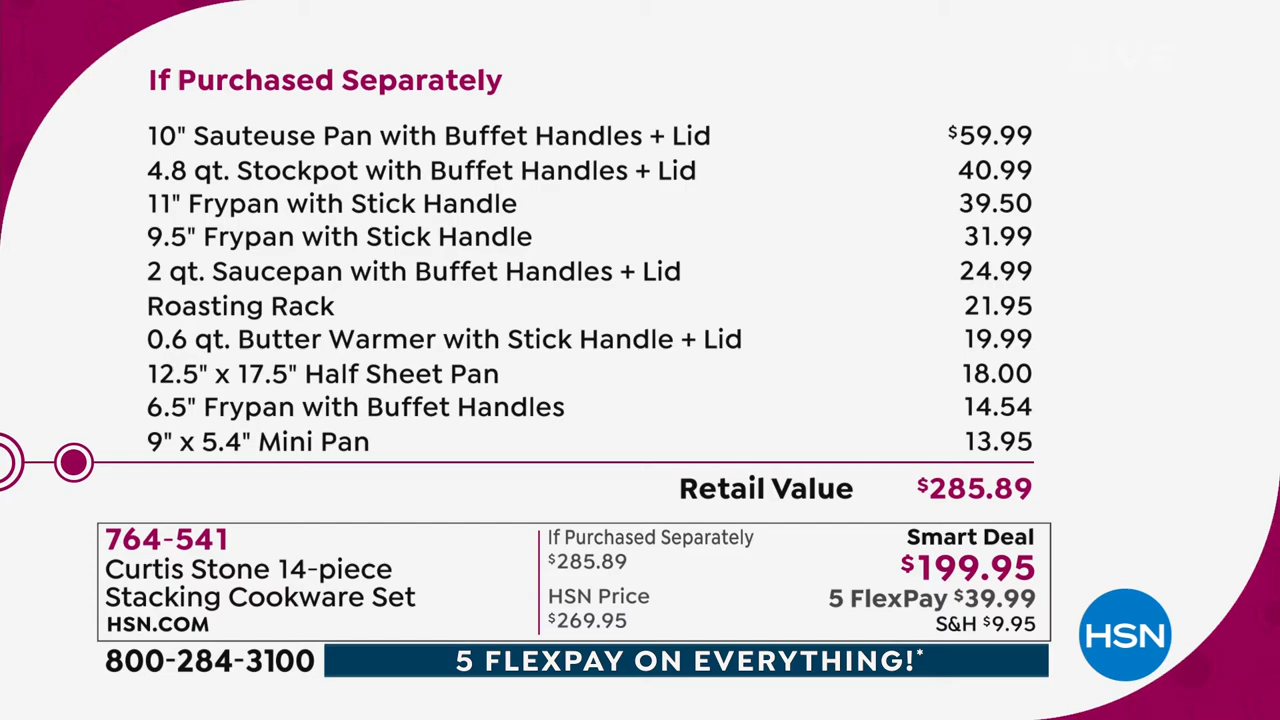 If Purchased Separately
10" Sauteuse Pan with Buffet Handles + Lid $59.99
4.8 qt. Stockpot with Buffet Handles + Lid 40.99
11" Frypan with Stick Handle 39.50
9.5" Frypan with Stick Handle 31.99
2 qt. Saucepan with Buffet Handles + Lid 24.99
Roasting Rack 21.95
0.6 qt. Butter Warmer with Stick Handle + Lid 19.99
12.5" x 17.5" Half Sheet Pan 18.00
6.5" Frypan with Buffet Handles 14.54
9" x 5.4" Mini Pan 13.95
Retail Value $285.89
764-541
Curtis Stone 14-piece
Stacking Cookware Set
HSN.COM
If Purchased Separately
$285.89
HSN Price
$269.95
Smart Deal
$199.95
5 FlexPay $39.99
S&H $9.95
HSN
800-284-3100
5 FLEXPAY ON EVERYTHING!*